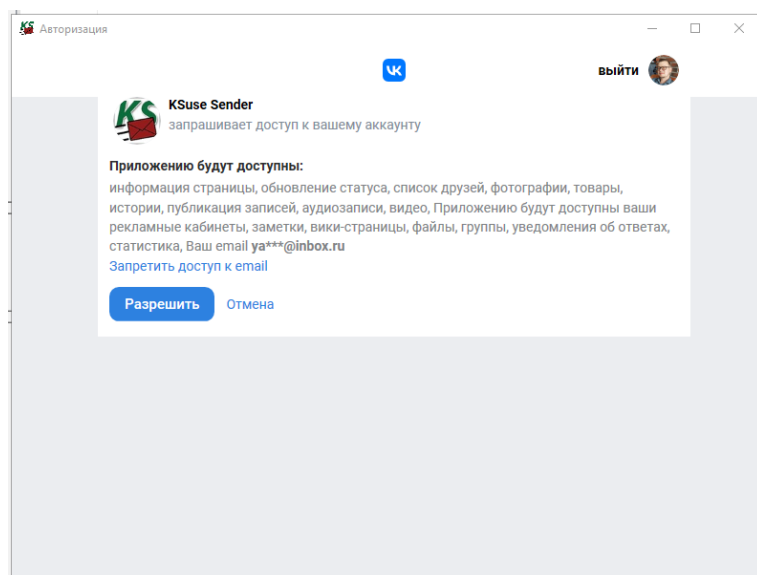 KS Авторизация
VK
выйти
KS
KSuse Sender
запрашивает доступ к вашему аккаунту
Приложению будут доступны:
информация страницы, обновление статуса, список друзей, фотографии, товары,
истории, публикация записей, аудиозаписи, видео, Приложению будут доступны ваши
рекламные кабинеты, заметки, вики-страницы, файлы, группы, уведомления об ответах,
статистика, Ваш email ya***@inbox.ru
Запретить доступ к email
Разрешить Отмена